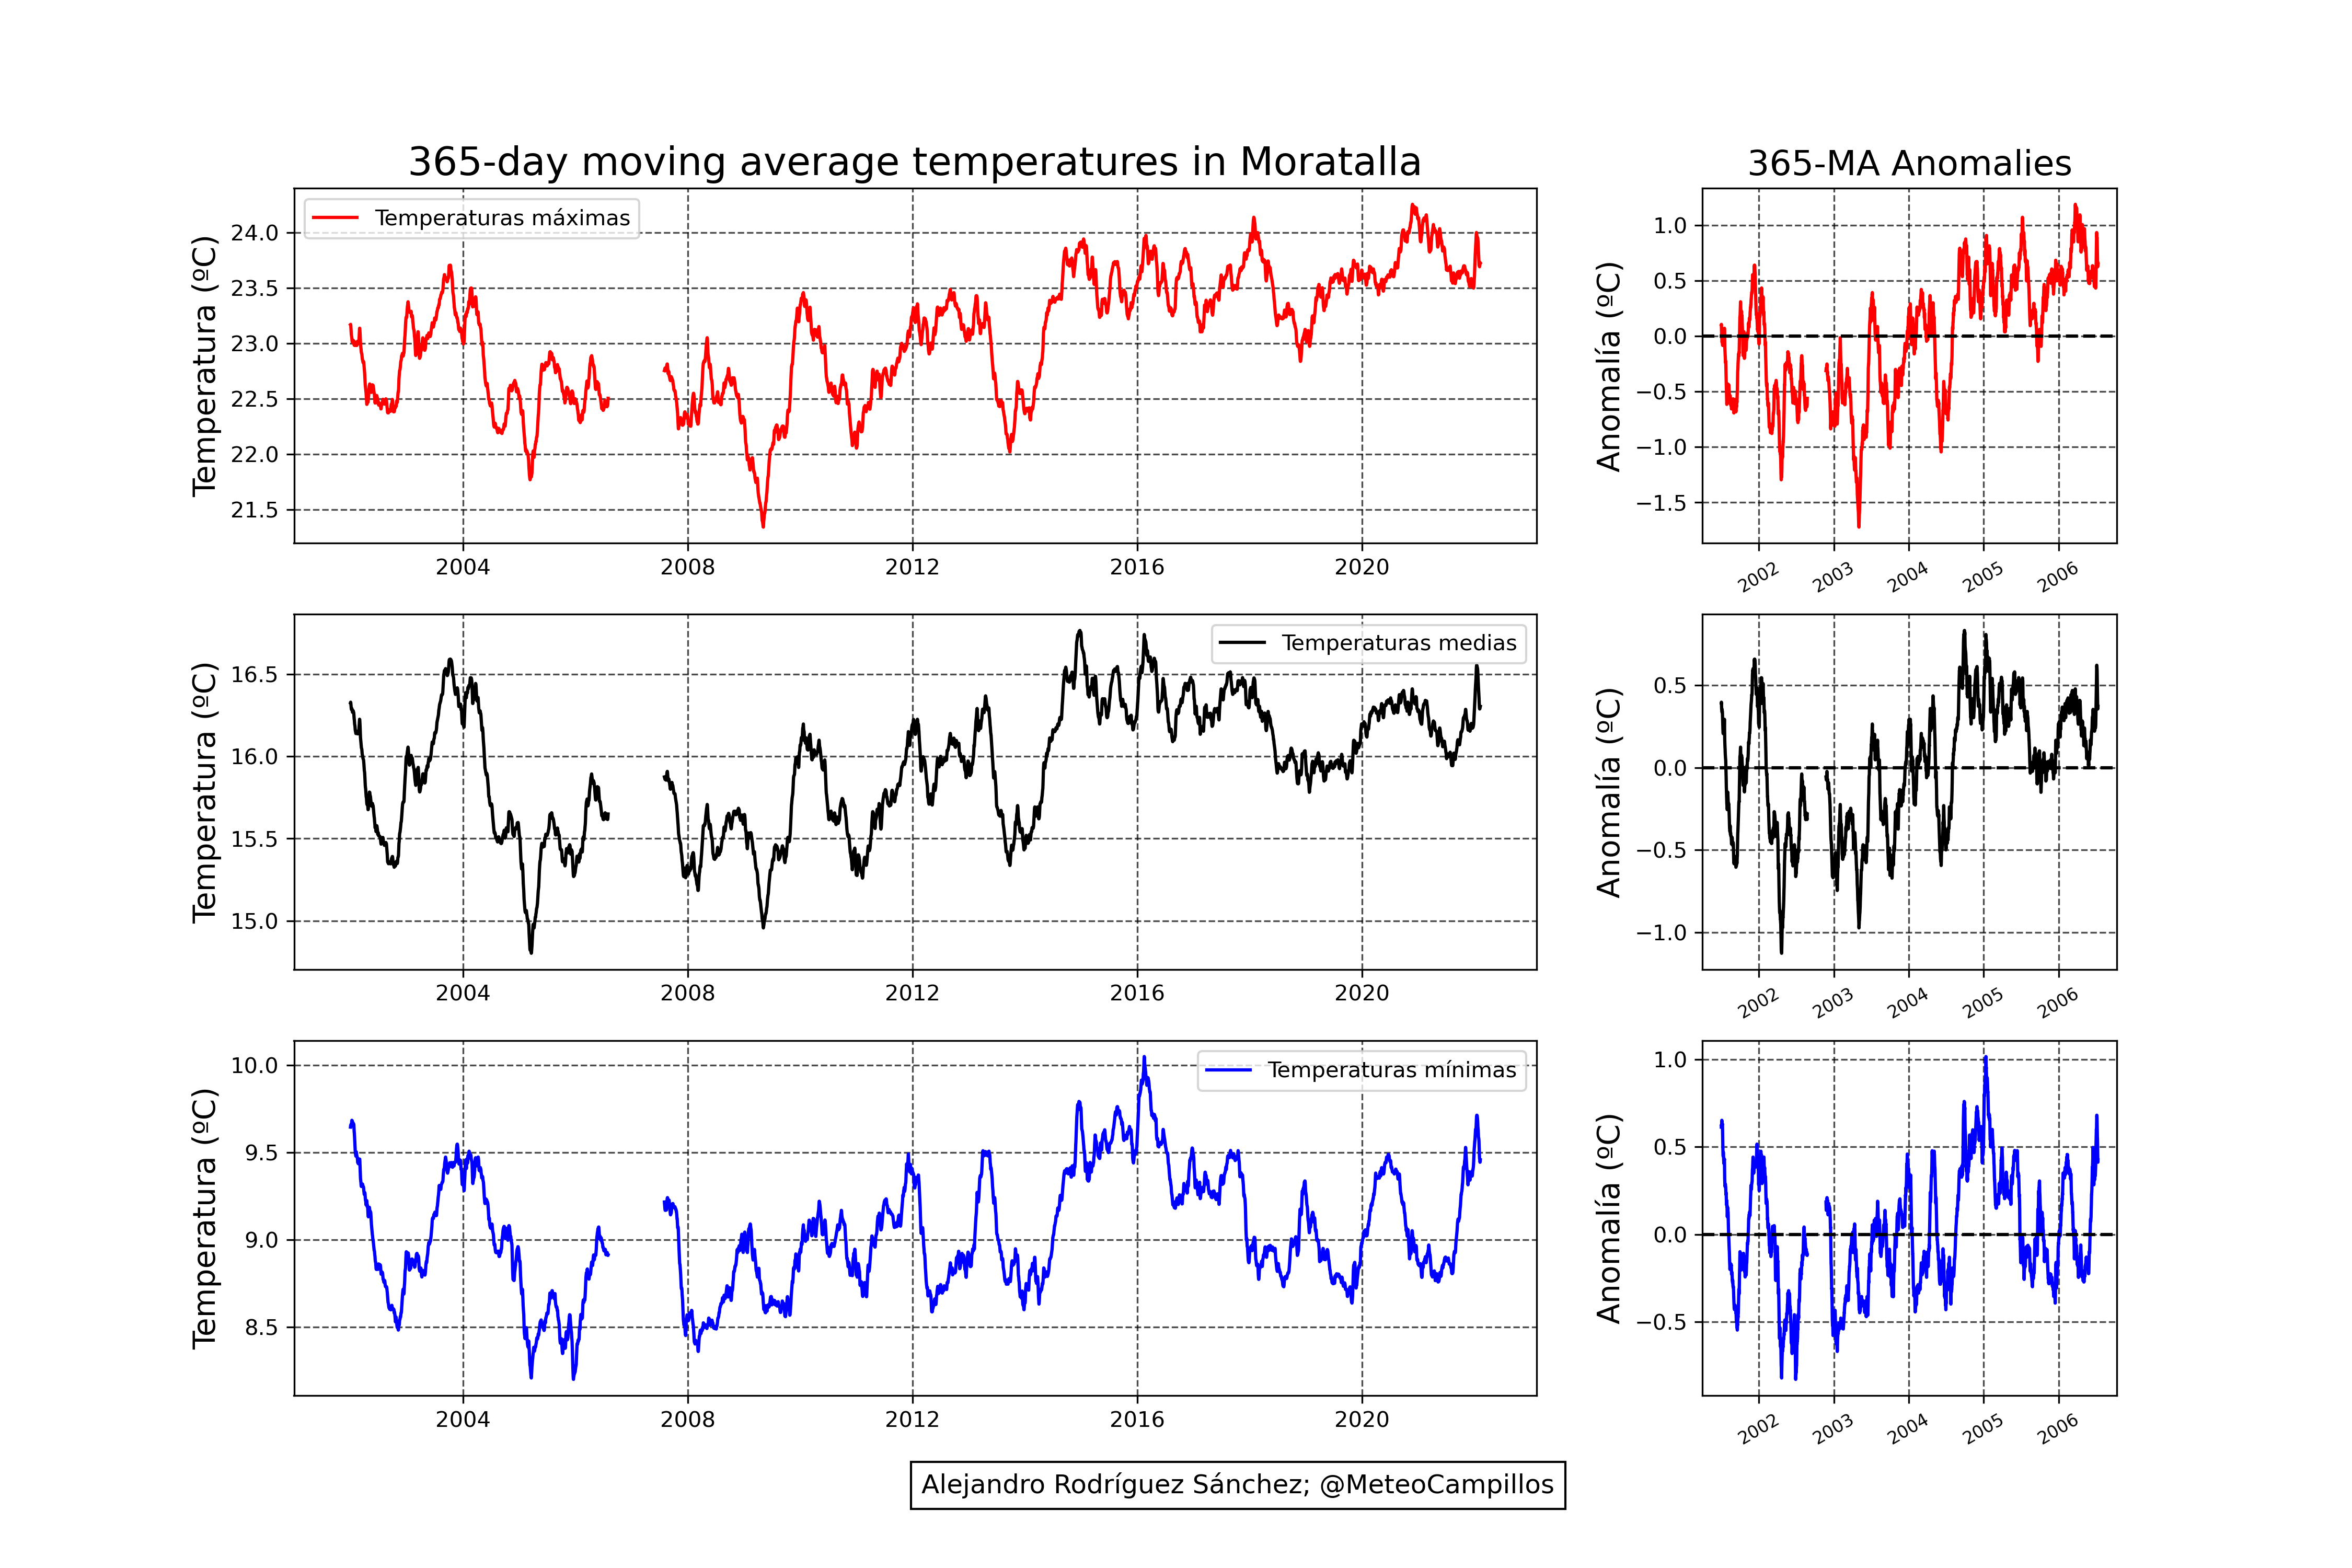 365-day moving average temperatures in Moratalla
Temperatura (ºC)
24.0
23.5
23.0
22.5
22.0
21.5
Temperaturas máximas
2004 2008 2012 2016 2020
365-MA Anomalies
Anomalía (ºC)
1.0
0.5
0.0
−0.5
−1.0
−1.5
2002 2003 2004 2005 2006
Temperatura (ºC)
16.5
16.0
15.5
15.0
Temperaturas medias
2004 2008 2012 2016 2020
Anomalía (ºC)
0.5
0.0
−0.5
−1.0
2002 2003 2004 2005 2006
Temperatura (ºC)
10.0
9.5
9.0
8.5
Temperaturas mínimas
2004 2008 2012 2016 2020
Anomalía (ºC)
1.0
0.5
0.0
−0.5
2002 2003 2004 2005 2006
Alejandro Rodríguez Sánchez; @MeteoCampillos